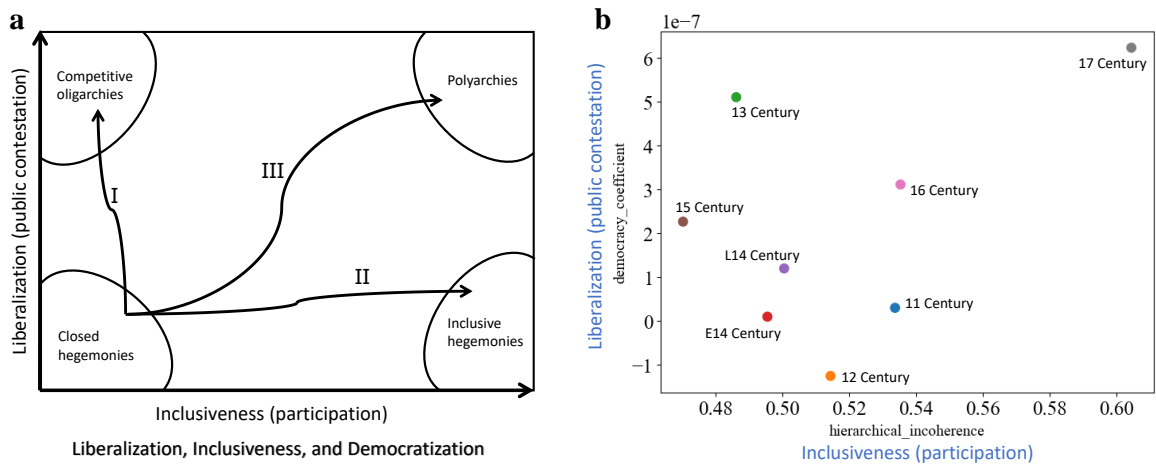 a
Liberalization (public contestation)
Competitive
oligarchies
Polyarchies
III
I
II
Closed
hegemonies
Inclusive
hegemonies
Inclusiveness (participation)
Liberalization, Inclusiveness, and Democratization
b
1e−7
Liberalization (public contestation)
democracy_coefficient
6
5
4
3
2
1
0
−1
17 Century
13 Century
16 Century
15 Century
L14 Century
11 Century
E14 Century
12 Century
0.48 0.50 0.52 0.54 0.56 0.58 0.60
hierarchical_incoherence
Inclusiveness (participation)